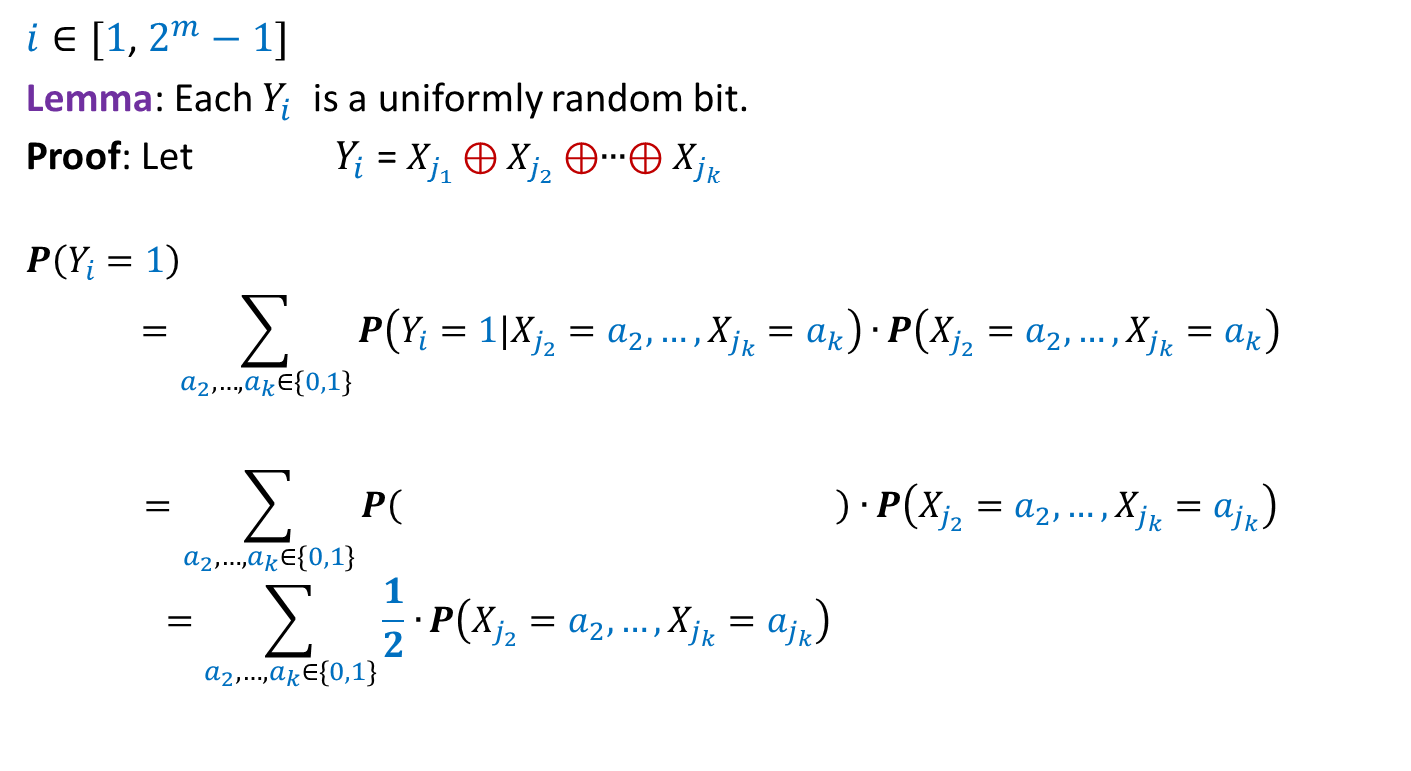 i ∈ [1, 2^m − 1]
Lemma: Each Y_i is a uniformly random bit.
Proof: Let Y_i = X_{j_1} ⊕ X_{j_2} ⊕···⊕ X_{j_k}
P(Y_i = 1)
= ∑_{a_2,…,a_k∈{0,1}} P(Y_i = 1|X_{j_2} = a_2, … , X_{j_k} = a_k) · P(X_{j_2} = a_2, … , X_{j_k} = a_k)
= ∑_{a_2,…,a_k∈{0,1}} P( ) · P(X_{j_2} = a_2, … , X_{j_k} = a_{j_k})
= ∑_{a_2,…,a_k∈{0,1}} 1/2 · P(X_{j_2} = a_2, … , X_{j_k} = a_{j_k})